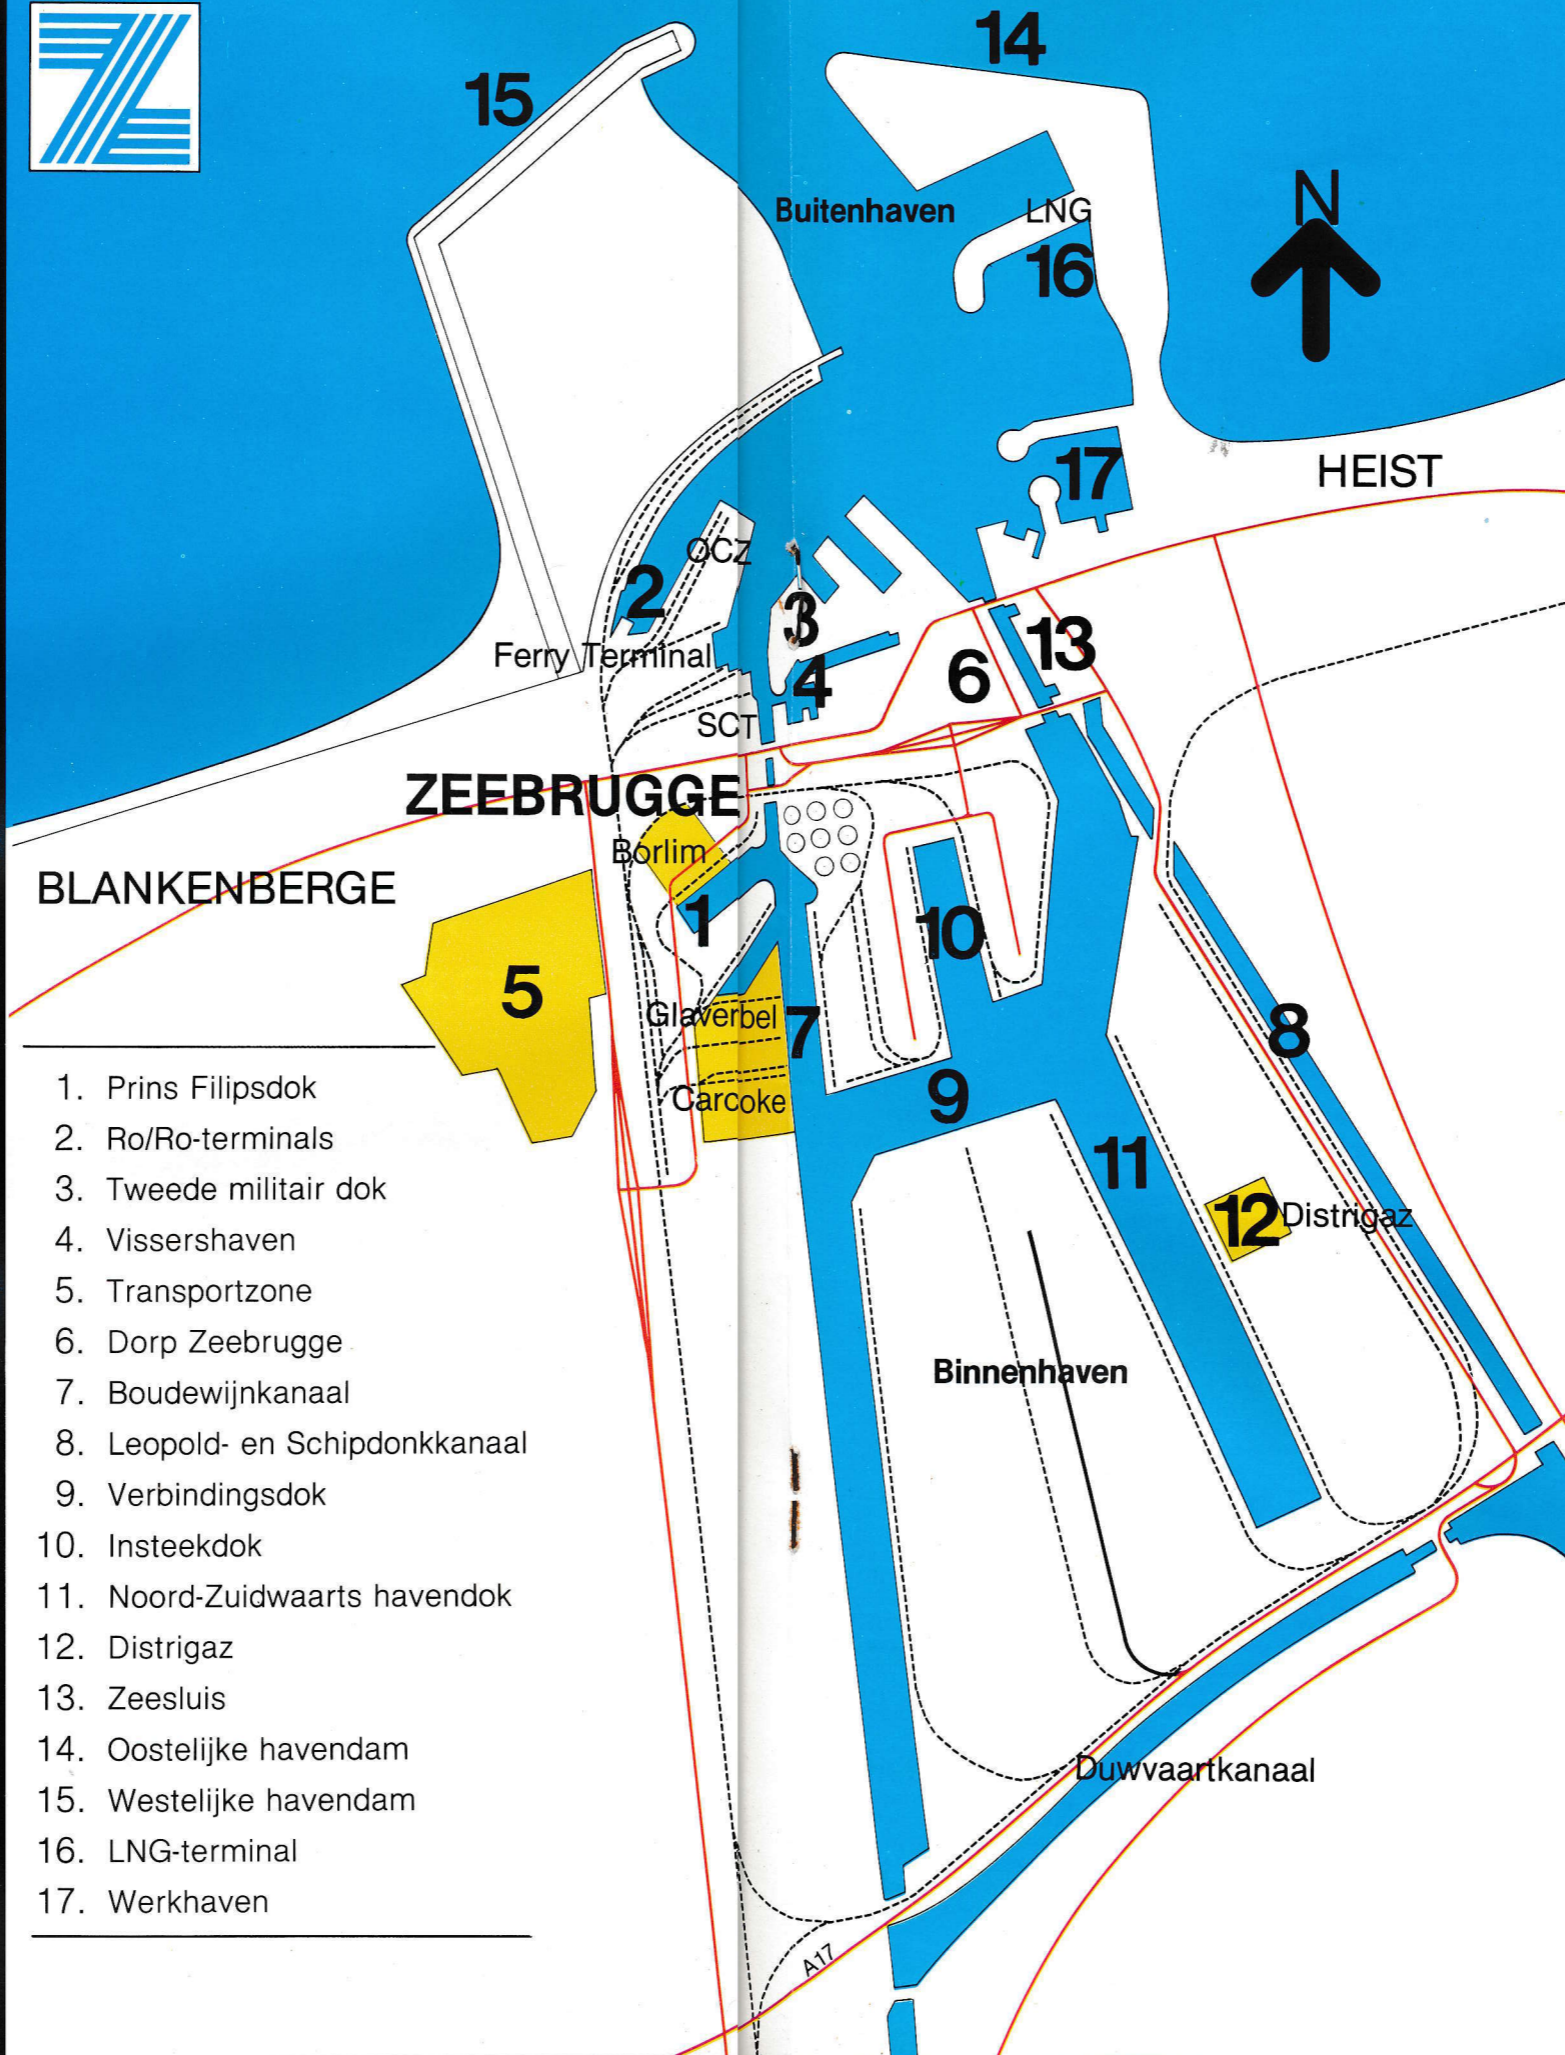 14
15
N
Buitenhaven
LNG
16
HEIST
17
OCZ
2
3
Ferry Terminal
13
4
6
SCT
ZEEBRUGGE
Borlim
BLANKENBERGE
1
10
5
Glaverbel
7
8
Carcoke
9
11
12 Distrigaz
Binnenhaven
Duwvaartkanaal
A17
1. Prins Filipsdok
2. Ro/Ro-terminals
3. Tweede militair dok
4. Vissershaven
5. Transportzone
6. Dorp Zeebrugge
7. Boudewijnkanaal
8. Leopold- en Schipdonkkanaal
9. Verbindingsdok
10. Insteekdok
11. Noord-Zuidwaarts havendok
12. Distrigaz
13. Zeesluis
14. Oostelijke havendam
15. Westelijke havendam
16. LNG-terminal
17. Werkhaven